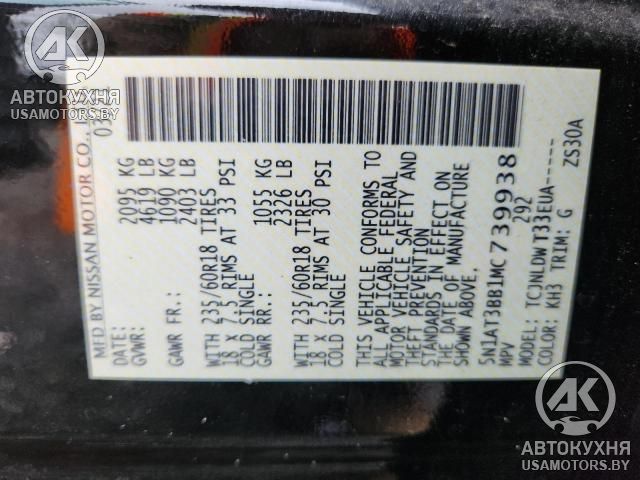 AK
АВТОКУХНЯ
USAMOTORS.BY
MFD BY NISSAN MOTOR CO.,
DATE:
GVWR: 2095 KG
4619 LB
GAWR FR.: 1090 KG
2403 LB
WITH 235/60R18 TIRES
18 x 7.5 RIMS AT 33 PSI
COLD SINGLE
GAWR RR.: 1055 KG
2326 LB
WITH 235/60R18 TIRES
18 x 7.5 RIMS AT 30 PSI
COLD SINGLE
THIS VEHICLE CONFORMS TO
ALL APPLICABLE FEDERAL
MOTOR VEHICLE SAFETY AND
THEFT PREVENTION
STANDARDS IN EFFECT ON
THE DATE OF MANUFACTURE
SHOWN ABOVE.
5N1AT3BB1MC739938
MPV 292
TCJNLDWT33EUA-----
COLOR: KH3 TRIM: G ZS30A
AK
АВТОКУХНЯ
USAMOTORS.BY